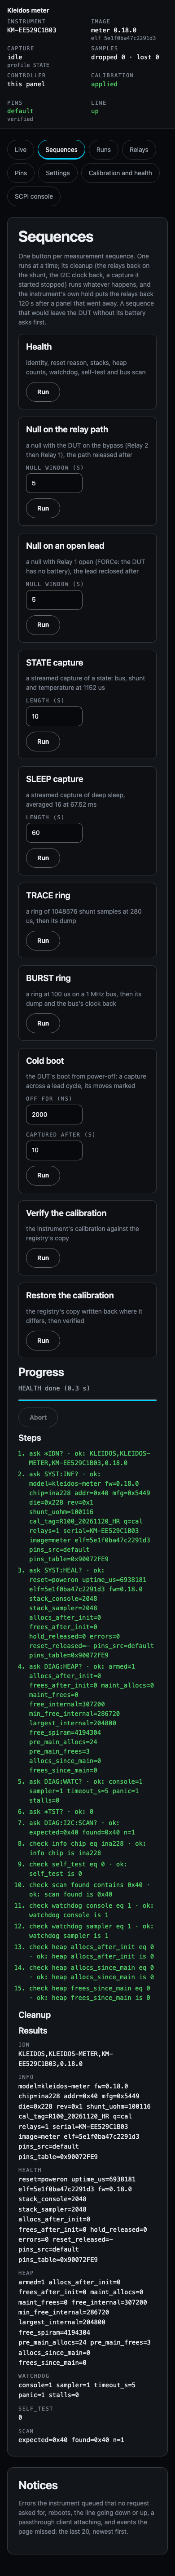 Kleidos meter
INSTRUMENT
KM-EE529C1B03
IMAGE
meter 0.18.0
elf 5e1f0ba47c2291d3
CAPTURE
idle
profile STATE
SAMPLES
dropped 0 · lost 0
CONTROLLER
this panel
CALIBRATION
applied
PINS
default
verified
LINE
up
Live
Sequences
Runs
Relays
Pins
Settings
Calibration and health
SCPI console
Sequences
One button per measurement sequence. One
runs at a time; its cleanup (the relays back on
the shunt, the I2C clock back, a capture it
started stopped) runs whatever happens, and
the instrument's own hold puts the relays back
120 s after a panel that went away. A sequence
that would leave the DUT without its battery
asks first.
Health
identity, reset reason, stacks, heap
counts, watchdog, self-test and bus scan
Run
Null on the relay path
a null with the DUT on the bypass (Relay 2
then Relay 1), the path released after
NULL WINDOW (S)
5
Run
Null on an open lead
a null with Relay 1 open (FORCe: the DUT
has no battery), the lead reclosed after
NULL WINDOW (S)
5
Run
STATE capture
a streamed capture of a state: bus, shunt
and temperature at 1152 us
LENGTH (S)
10
Run
SLEEP capture
a streamed capture of deep sleep,
averaged 16 at 67.52 ms
LENGTH (S)
60
Run
TRACE ring
a ring of 1048576 shunt samples at 280
us, then its dump
Run
BURST ring
a ring at 100 us on a 1 MHz bus, then its
dump and the bus's clock back
Run
Cold boot
the DUT's boot from power-off: a capture
across a lead cycle, its moves marked
OFF FOR (MS)
2000
CAPTURED AFTER (S)
10
Run
Verify the calibration
the instrument's calibration against the
registry's copy
Run
Restore the calibration
the registry's copy written back where it
differs, then verified
Run
Progress
HEALTH done (0.3 s)
Abort
Steps
1. ask *IDN? · ok: KLEIDOS,KLEIDOS-
METER,KM-EE529C1B03,0.18.0
2. ask SYST:INF? · ok:
model=kleidos-meter fw=0.18.0
chip=ina228 addr=0x40 mfg=0x5449
die=0x228 rev=0x1
shunt_uohm=100116
cal_tag=R100_20261120_HR q=cal
relays=1 serial=KM-EE529C1B03
image=meter elf=5e1f0ba47c2291d3
pins_src=default
pins_table=0x90072FE9
3. ask SYST:HEAL? · ok:
reset=poweron uptime_us=6938181
elf=5e1f0ba47c2291d3 fw=0.18.0
stack_console=2048
stack_sampler=2048
allocs_after_init=0
frees_after_init=0
hold_released=0 errors=0
reset_released=- pins_src=default
pins_table=0x90072FE9
4. ask DIAG:HEAP? · ok: armed=1
allocs_after_init=0
frees_after_init=0 maint_allocs=0
maint_frees=0
free_internal=307200
min_free_internal=286720
largest_internal=204800
free_spiram=4194304
pre_main_allocs=24
pre_main_frees=3
allocs_since_main=0
frees_since_main=0
5. ask DIAG:WATC? · ok: console=1
sampler=1 timeout_s=5 panic=1
stalls=0
6. ask *TST? · ok: 0
7. ask DIAG:I2C:SCAN? · ok:
expected=0x40 found=0x40 n=1
8. check info chip eq ina228 · ok:
ok: info chip is ina228
9. check self_test eq 0 · ok:
ok: self_test is 0
10. check scan found contains 0x40 ·
ok: ok: scan found is 0x40
11. check watchdog console eq 1 · ok:
ok: watchdog console is 1
12. check watchdog sampler eq 1 · ok:
ok: watchdog sampler is 1
13. check heap allocs_after_init eq 0
· ok: ok: heap allocs_after_init is 0
14. check heap allocs_since_main eq 0
· ok: ok: heap allocs_since_main is 0
15. check heap frees_since_main eq 0
· ok: ok: heap frees_since_main is 0
Cleanup
Results
IDN
KLEIDOS,KLEIDOS-METER,KM-
EE529C1B03,0.18.0
INFO
model=kleidos-meter fw=0.18.0
chip=ina228 addr=0x40 mfg=0x5449
die=0x228 rev=0x1 shunt_uohm=100116
cal_tag=R100_20261120_HR q=cal
relays=1 serial=KM-EE529C1B03
image=meter elf=5e1f0ba47c2291d3
pins_src=default
pins_table=0x90072FE9
HEALTH
reset=poweron uptime_us=6938181
elf=5e1f0ba47c2291d3 fw=0.18.0
stack_console=2048
stack_sampler=2048
allocs_after_init=0
frees_after_init=0 hold_released=0
errors=0 reset_released=-
pins_src=default
pins_table=0x90072FE9
HEAP
armed=1 allocs_after_init=0
frees_after_init=0 maint_allocs=0
maint_frees=0 free_internal=307200
min_free_internal=286720
largest_internal=204800
free_spiram=4194304
pre_main_allocs=24 pre_main_frees=3
allocs_since_main=0
frees_since_main=0
WATCHDOG
console=1 sampler=1 timeout_s=5
panic=1 stalls=0
SELF_TEST
0
SCAN
expected=0x40 found=0x40 n=1
Notices
Errors the instrument queued that no request
asked for, reboots, the line going down or up, a
passthrough client attaching, and events the
page missed: the last 20, newest first.